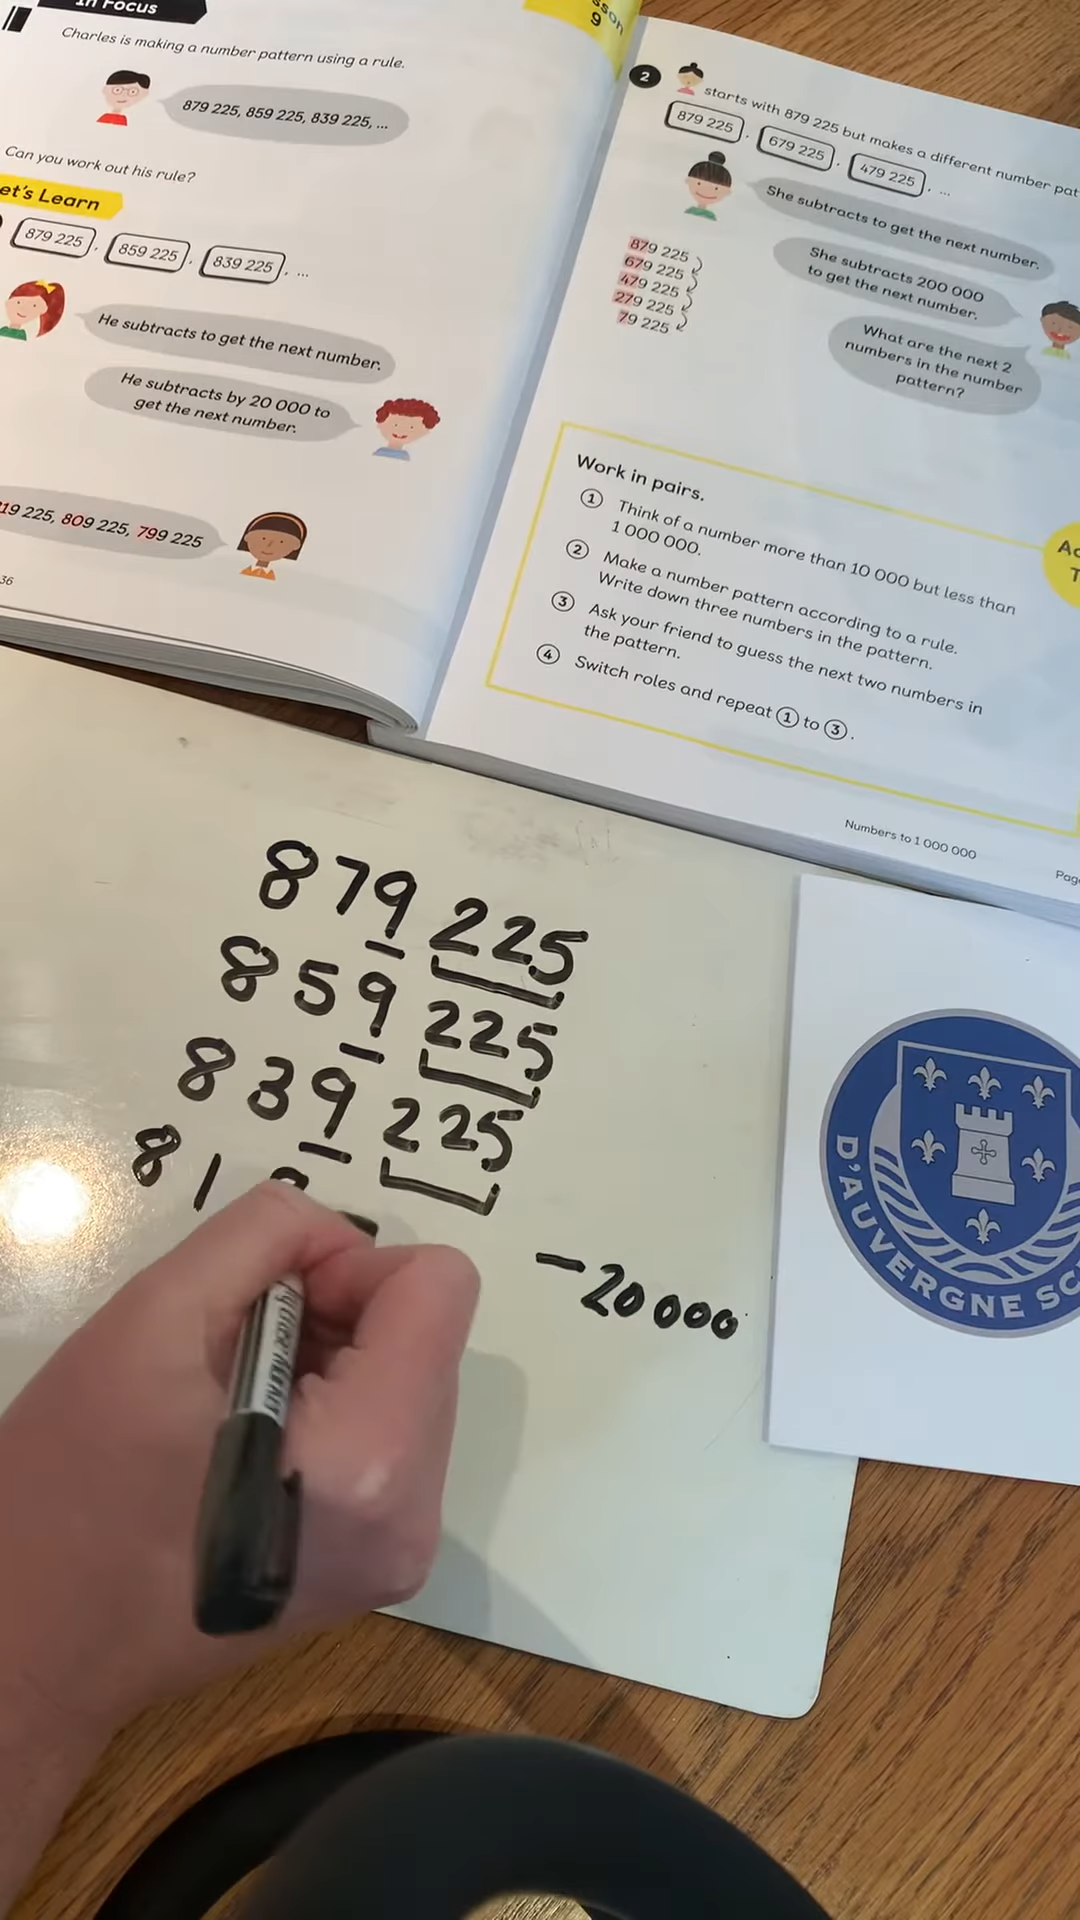 In Focus
Charles is making a number pattern using a rule.
879 225, 859 225, 839 225, ...
Can you work out his rule?
et's Learn
879 225, 859 225, 839 225, ...
He subtracts to get the next number.
He subtracts by 20 000 to
get the next number.
19 225, 809 225, 799 225
36
sson
9
2
starts with 879 225 but makes a different number pat
879 225, 679 225, 479 225, ...
She subtracts to get the next number.
She subtracts 200 000
to get the next number.
What are the next 2
numbers in the number
pattern?
879 225
679 225
479 225
279 225
79 225
Work in pairs.
1 Think of a number more than 10 000 but less than
1 000 000.
2 Make a number pattern according to a rule.
Write down three numbers in the pattern.
3 Ask your friend to guess the next two numbers in
the pattern.
4 Switch roles and repeat 1 to 3.
Ac
T
Numbers to 1 000 000
Pag
879 225
859 225
839 225
81
-20 000
D'AUVERGNE SC